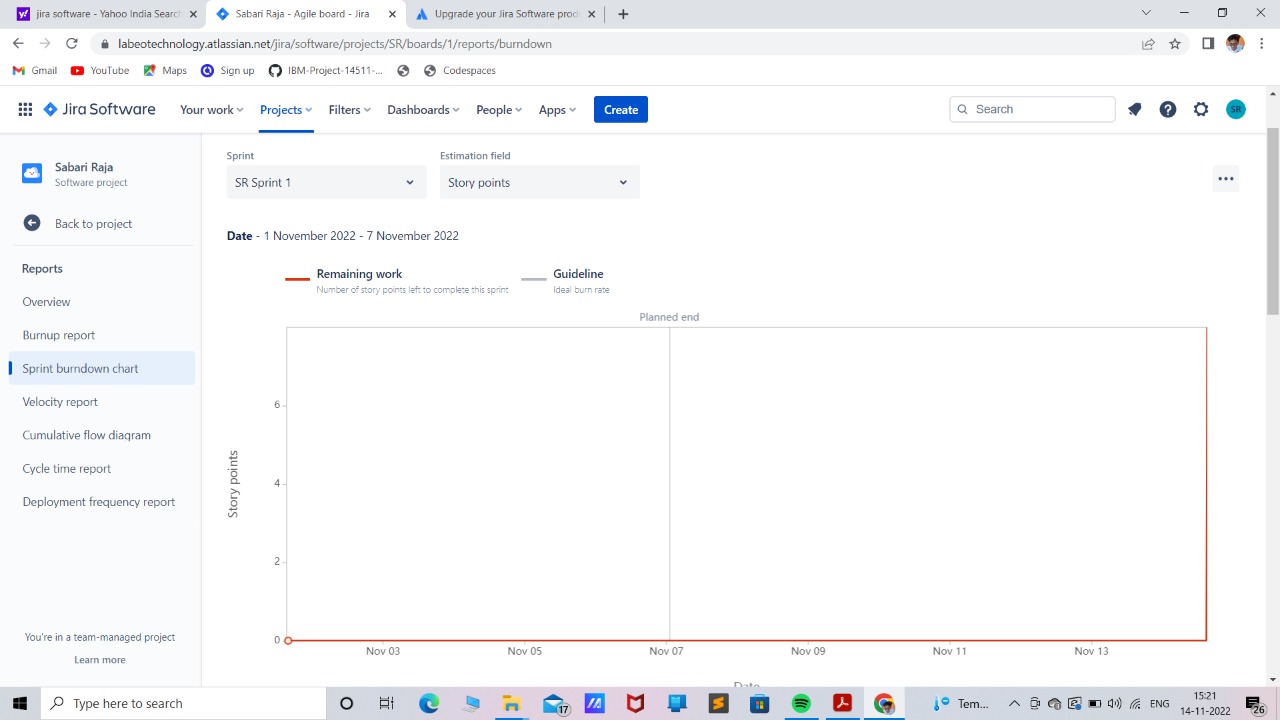 jira software - Yahoo India Search
Sabari Raja - Agile board - Jira
Upgrade your Jira Software prod
labeotechnology.atlassian.net/jira/software/projects/SR/boards/1/reports/burndown
Gmail
YouTube
Maps
Sign up
IBM-Project-14511-...
Codespaces
Jira Software
Your work
Projects
Filters
Dashboards
People
Apps
Create
Search
SR
Sabari Raja
Software project
Back to project
Reports
Overview
Burnup report
Sprint burndown chart
Velocity report
Cumulative flow diagram
Cycle time report
Deployment frequency report
You're in a team-managed project
Learn more
Sprint
Estimation field
SR Sprint 1
Story points
Date - 1 November 2022 - 7 November 2022
Remaining work
Number of story points left to complete this sprint
Guideline
Ideal burn rate
Planned end
6
4
2
0
Story points
Nov 03
Nov 05
Nov 07
Nov 09
Nov 11
Nov 13
Date
Type here to search
17
Tem...
ENG
15:21
14-11-2022
26